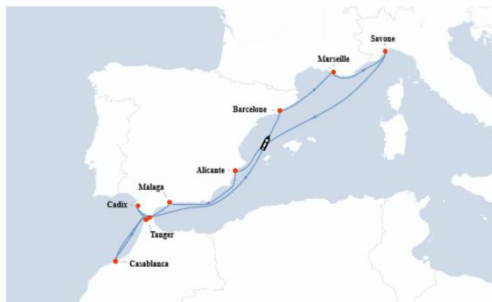 Savone
Marseille
Barcelone
Alicante
Malaga
Cadix
Tanger
Casablanca